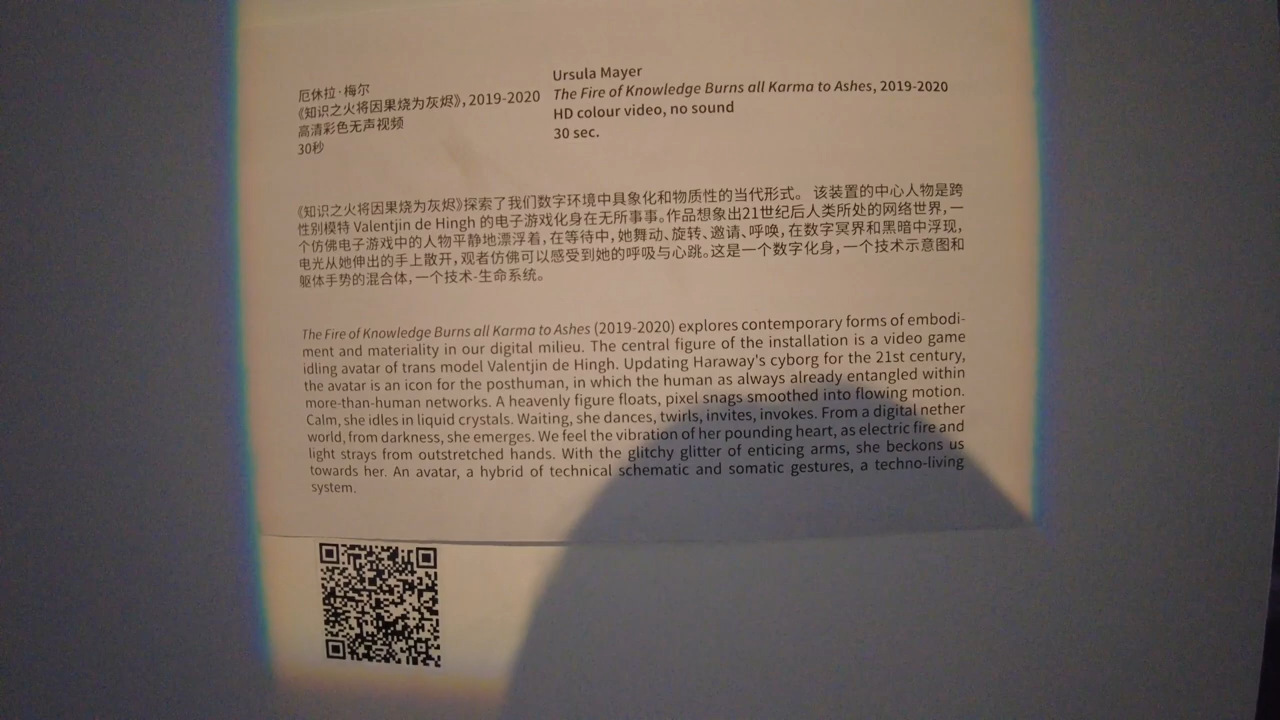 厄休拉·梅尔
《知识之火将因果烧为灰烬》, 2019-2020
高清彩色无声视频
30秒
Ursula Mayer
The Fire of Knowledge Burns all Karma to Ashes, 2019-2020
HD colour video, no sound
30 sec.
《知识之火将因果烧为灰烬》探索了我们数字环境中具象化和物质性的当代形式。 该装置的中心人物是跨
性别模特 Valentjin de Hingh 的电子游戏化身在无所事事。作品想象出21世纪后人类所处的网络世界，一
个仿佛电子游戏中的人物平静地漂浮着，在等待中，她舞动、旋转、邀请、呼唤，在数字冥界和黑暗中浮现，
电光从她伸出的手上散开，观者仿佛可以感受到她的呼吸与心跳。这是一个数字化身，一个技术示意图和
躯体手势的混合体，一个技术-生命系统。
The Fire of Knowledge Burns all Karma to Ashes (2019-2020) explores contemporary forms of embodi-
ment and materiality in our digital milieu. The central figure of the installation is a video game
idling avatar of trans model Valentjin de Hingh. Updating Haraway's cyborg for the 21st century,
the avatar is an icon for the posthuman, in which the human as always already entangled within
more-than-human networks. A heavenly figure floats, pixel snags smoothed into flowing motion.
Calm, she idles in liquid crystals. Waiting, she dances, twirls, invites, invokes. From a digital nether
world, from darkness, she emerges. We feel the vibration of her pounding heart, as electric fire and
light strays from outstretched hands. With the glitchy glitter of enticing arms, she beckons us
towards her. An avatar, a hybrid of technical schematic and somatic gestures, a techno-living
system.